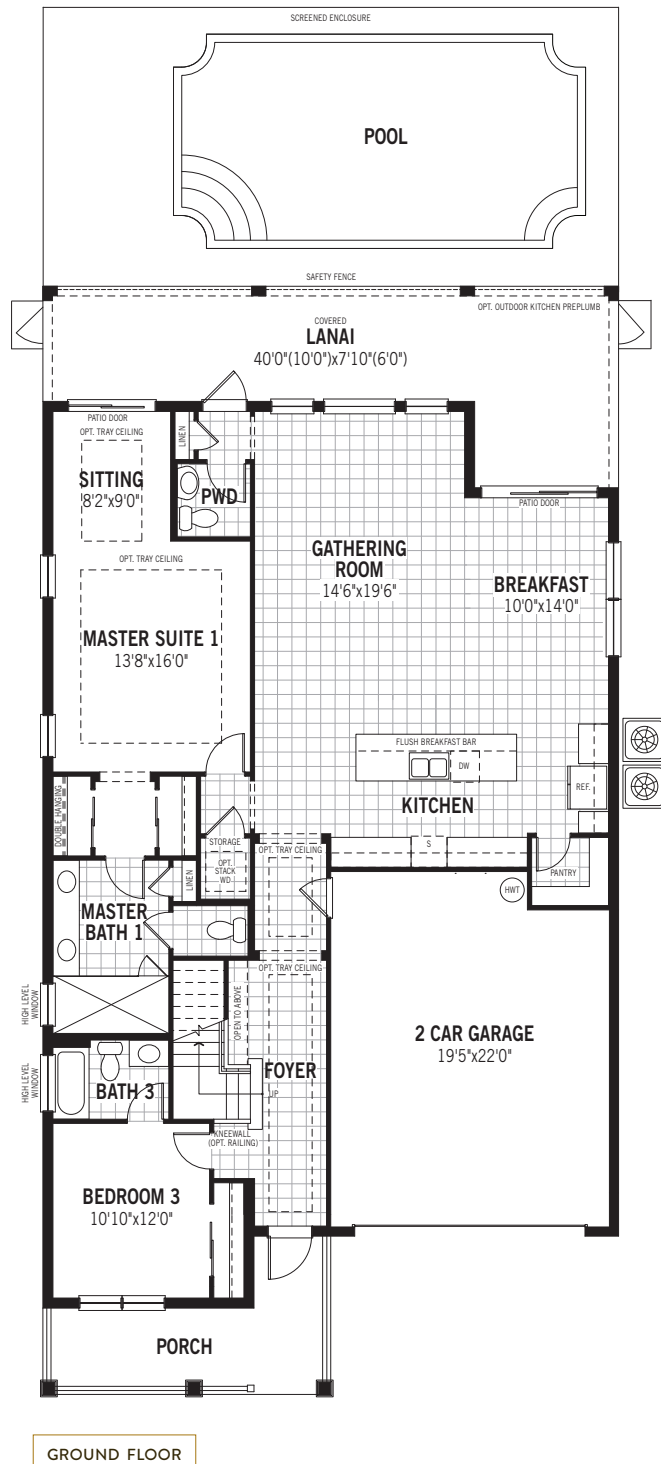 SCREENED ENCLOSURE
POOL
SAFETY FENCE
OPT. OUTDOOR KITCHEN PREPLUMB
COVERED
LANAI
40'0"(10'0")x7'10"(6'0")
PATIO DOOR
OPT. TRAY CEILING
SITTING
8'2"x9'0"
LINEN
PWD
PATIO DOOR
GATHERING
ROOM
14'6"x19'6"
BREAKFAST
10'0"x14'0"
OPT. TRAY CEILING
MASTER SUITE 1
13'8"x16'0"
FLUSH BREAKFAST BAR
DW
REF.
KITCHEN
DOUBLE HANGING
STORAGE
OPT.
STACK
WD
OPT. TRAY CEILING
S
PANTRY
HWT
LINEN
MASTER
BATH 1
HIGH LEVEL
WINDOW
OPT. TRAY CEILING
OPEN TO ABOVE
2 CAR GARAGE
19'5"x22'0"
FOYER
HIGH LEVEL
WINDOW
BATH 3
UP
KNEEWALL
(OPT. RAILING)
BEDROOM 3
10'10"x12'0"
PORCH
GROUND FLOOR